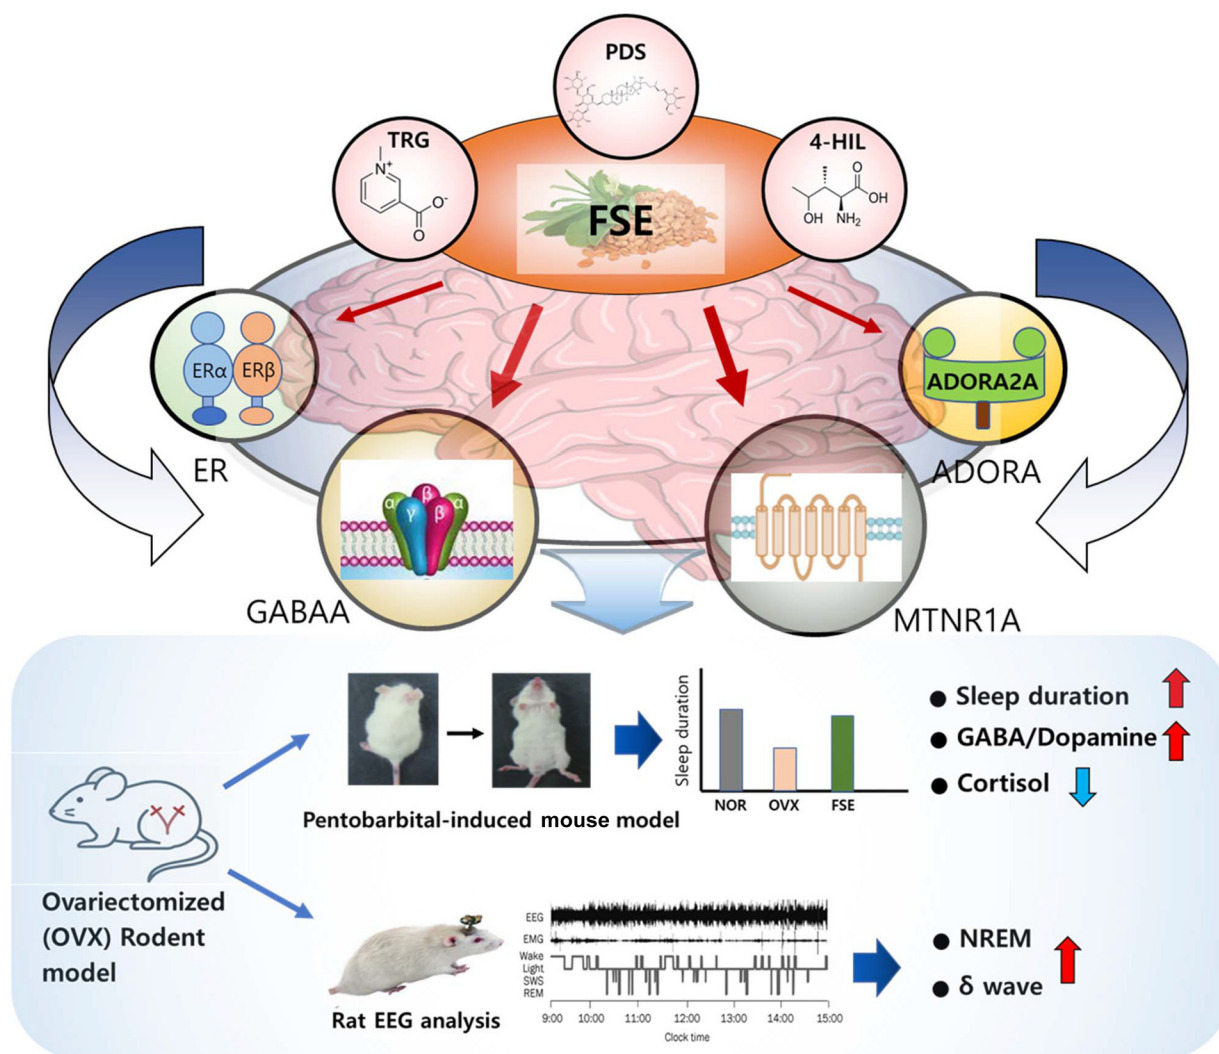 PDS
TRG
N+
O-
O
4-HIL
O
OH
OH
NH2
FSE
ERα
ERβ
ER
ADORA2A
ADORA
α
β
α
γ
β
GABAA
MTNR1A
Ovariectomized
(OVX) Rodent
model
Pentobarbital-induced mouse model
Sleep duration
NOR
OVX
FSE
● Sleep duration
● GABA/Dopamine
● Cortisol
Rat EEG analysis
EEG
EMG
Wake
Light
SWS
REM
9:00
10:00
11:00
12:00
13:00
14:00
15:00
Clock time
● NREM
● δ wave